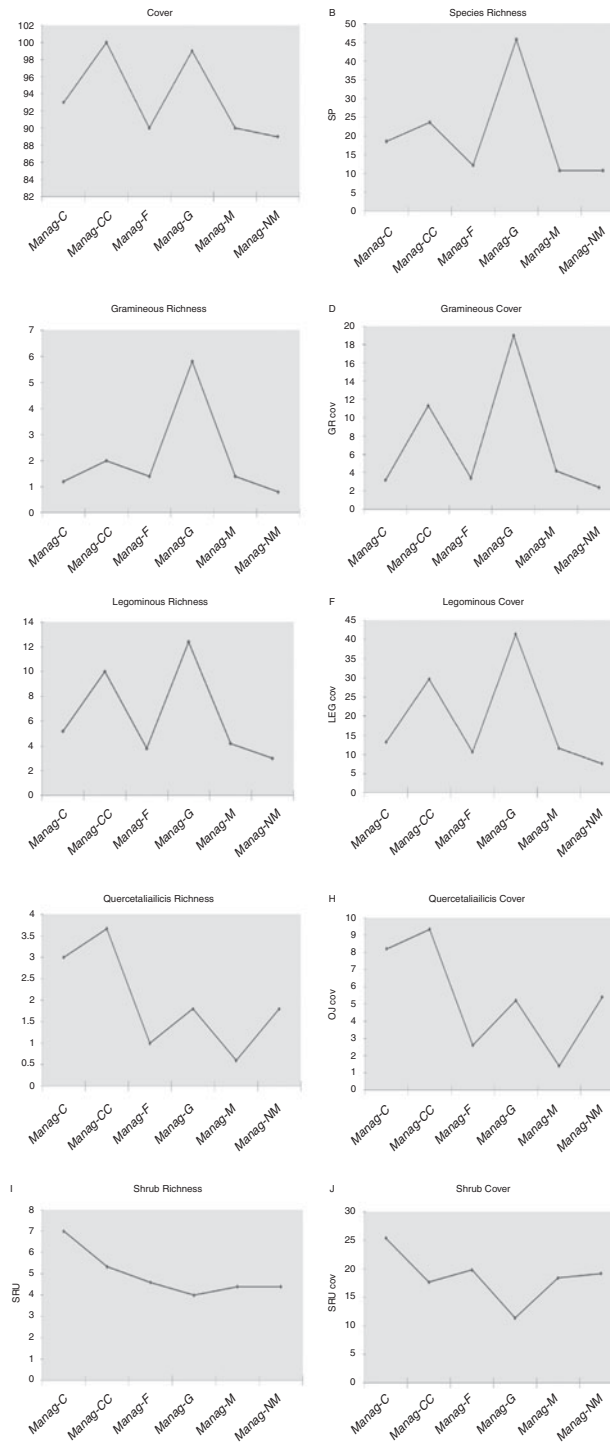 Cover
102
100
98
96
94
92
90
88
86
84
82
Manag-C
Manag-CC
Manag-F
Manag-G
Manag-M
Manag-NM
B
Species Richness
SP
50
45
40
35
30
25
20
15
10
5
0
Manag-C
Manag-CC
Manag-F
Manag-G
Manag-M
Manag-NM
Gramineous Richness
7
6
5
4
3
2
1
0
Manag-C
Manag-CC
Manag-F
Manag-G
Manag-M
Manag-NM
D
Gramineous Cover
GR cov
20
18
16
14
12
10
8
6
4
2
0
Manag-C
Manag-CC
Manag-F
Manag-G
Manag-M
Manag-NM
Legominous Richness
14
12
10
8
6
4
2
0
Manag-C
Manag-CC
Manag-F
Manag-G
Manag-M
Manag-NM
F
Legominous Cover
LEG cov
45
40
35
30
25
20
15
10
5
0
Manag-C
Manag-CC
Manag-F
Manag-G
Manag-M
Manag-NM
Quercetaliailicis Richness
4
3.5
3
2.5
2
1.5
1
0.5
0
Manag-C
Manag-CC
Manag-F
Manag-G
Manag-M
Manag-NM
H
Quercetaliailicis Cover
OJ cov
10
9
8
7
6
5
4
3
2
1
0
Manag-C
Manag-CC
Manag-F
Manag-G
Manag-M
Manag-NM
I
Shrub Richness
SRU
8
7
6
5
4
3
2
1
0
Manag-C
Manag-CC
Manag-F
Manag-G
Manag-M
Manag-NM
J
Shrub Cover
SRU cov
30
25
20
15
10
5
0
Manag-C
Manag-CC
Manag-F
Manag-G
Manag-M
Manag-NM